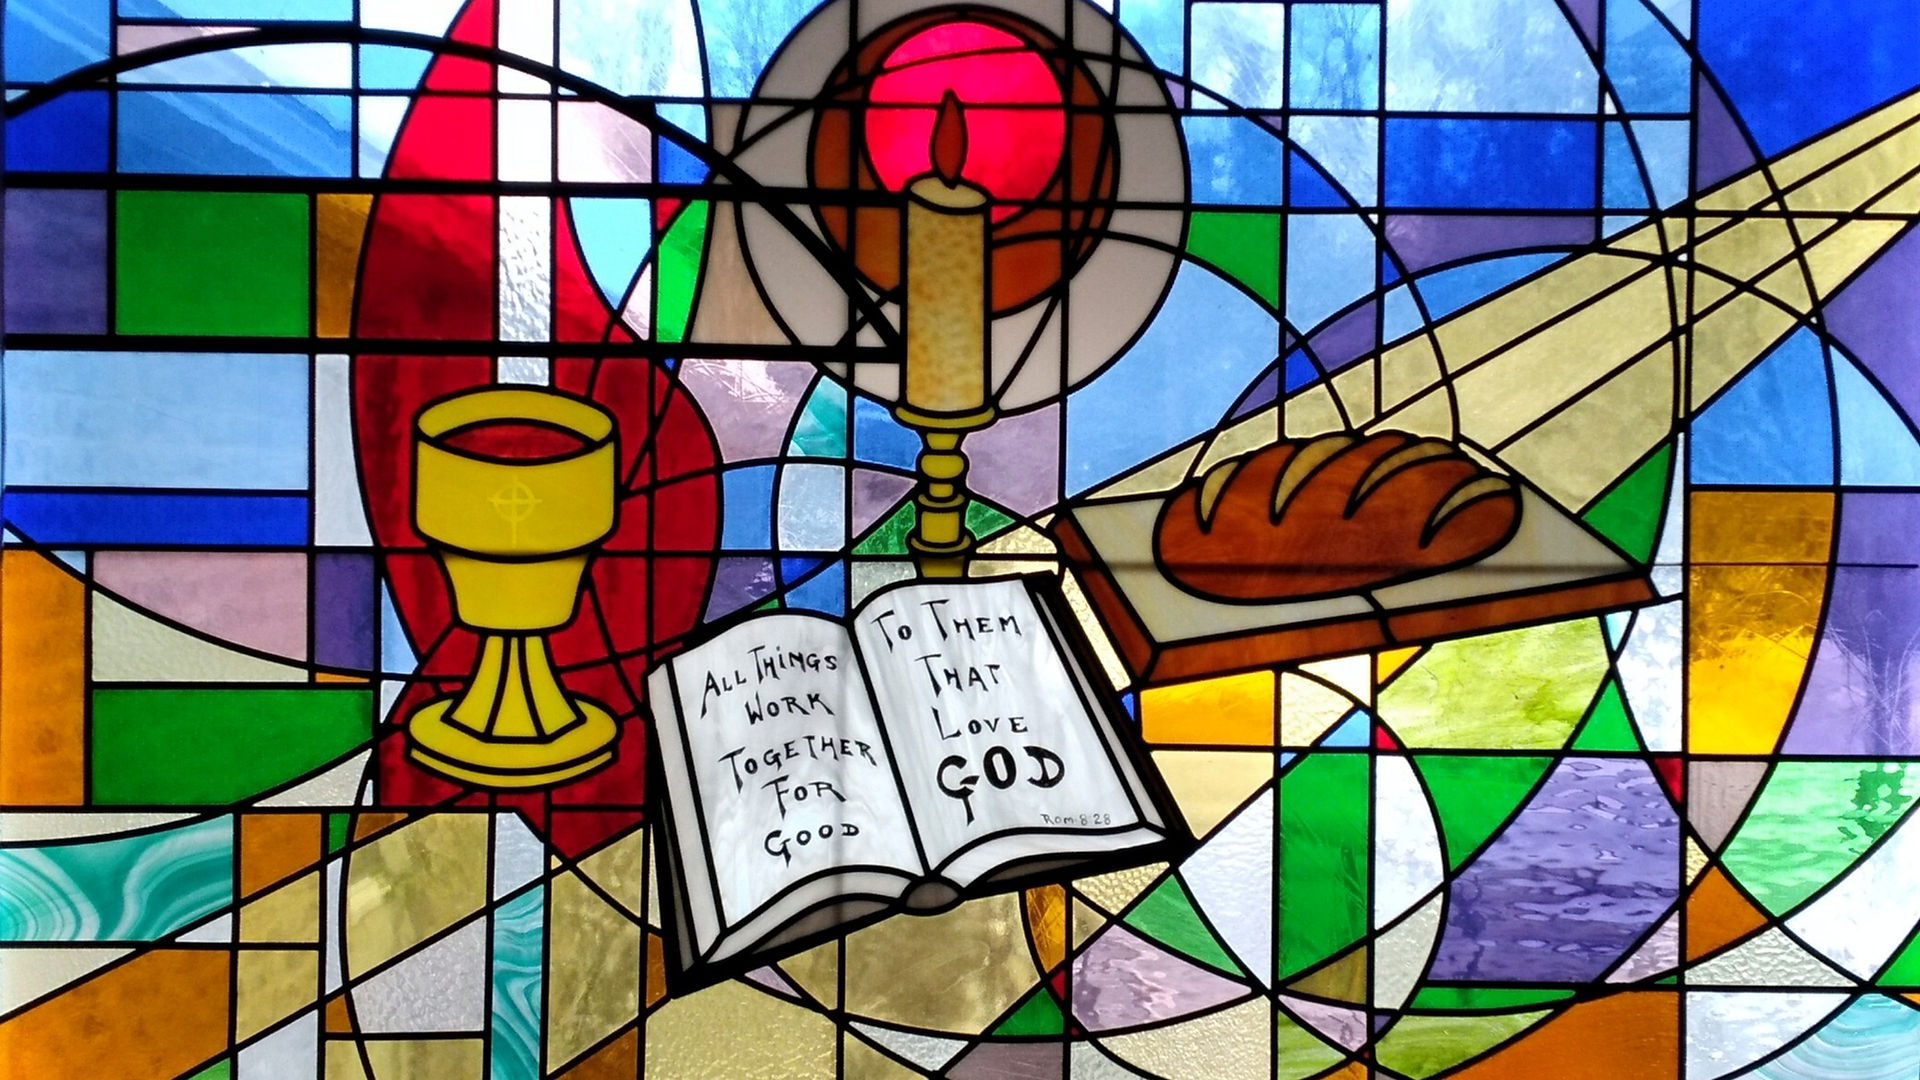 ALL THiNGS
WORK
TOGETHER
FOR
GOOD
TO THEM
THAT
LOVE
GOD
Rom-8-28